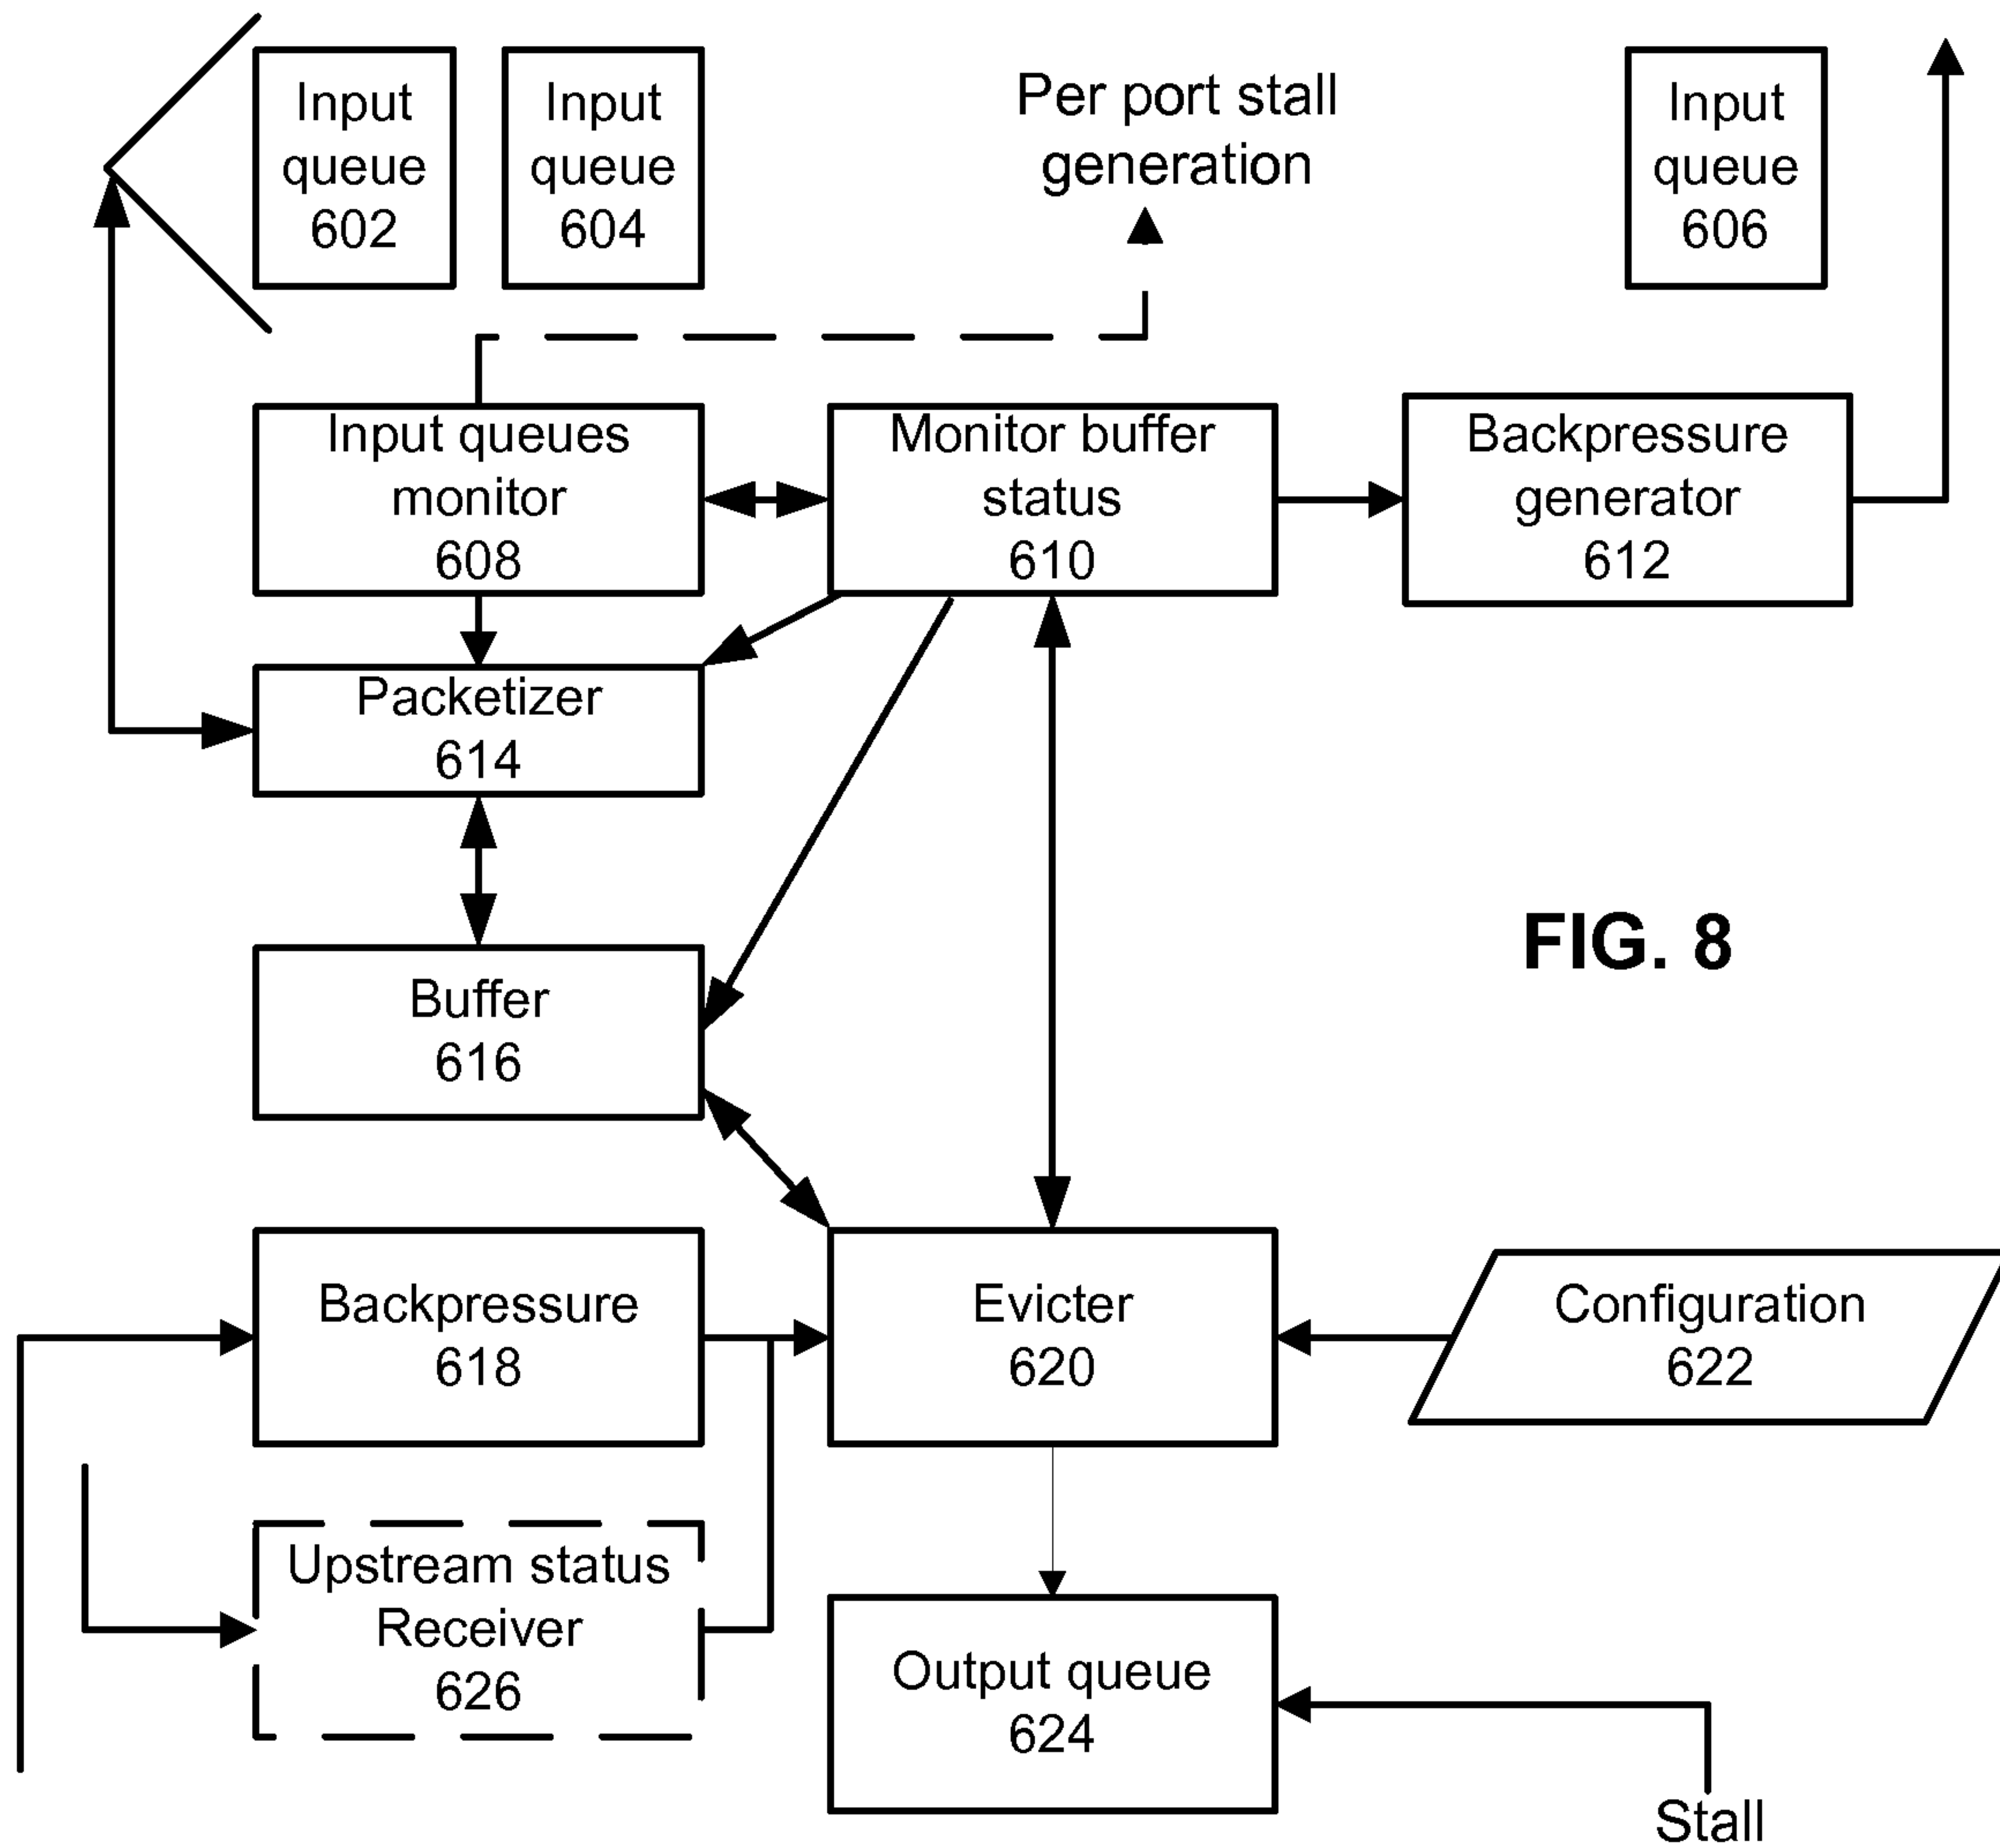 Input
queue
602
Input
queue
604
Per port stall
generation
Input
queue
606
Input queues
monitor
608
Monitor buffer
status
610
Backpressure
generator
612
Packetizer
614
Buffer
616
FIG. 8
Backpressure
618
Evicter
620
Configuration
622
Upstream status
Receiver
626
Output queue
624
Stall